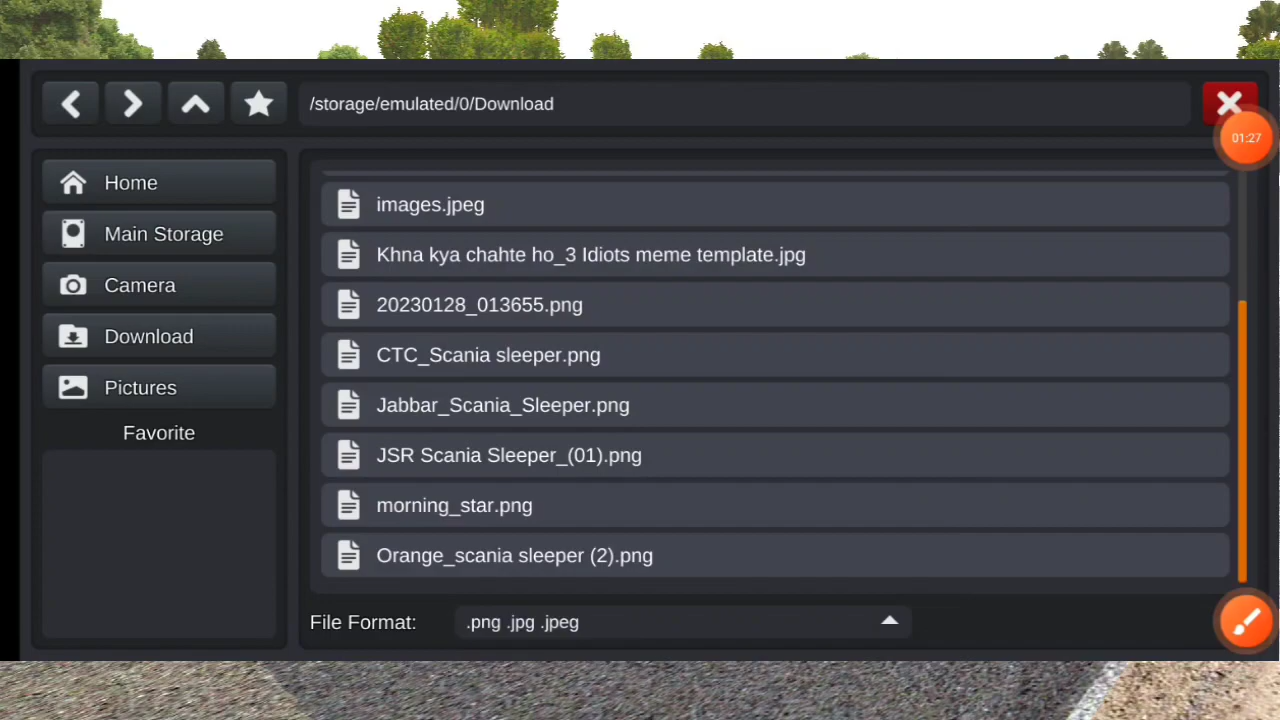 /storage/emulated/0/Download
01:27
Home
Main Storage
Camera
Download
Pictures
Favorite
images.jpeg
Khna kya chahte ho_3 Idiots meme template.jpg
20230128_013655.png
CTC_Scania sleeper.png
Jabbar_Scania_Sleeper.png
JSR Scania Sleeper_(01).png
morning_star.png
Orange_scania sleeper (2).png
File Format: .png .jpg .jpeg